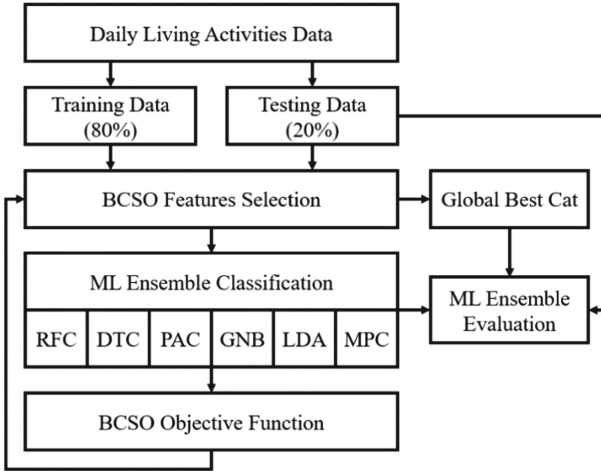 Daily Living Activities Data
Training Data
(80%)
Testing Data
(20%)
BCSO Features Selection
Global Best Cat
ML Ensemble Classification
RFC DTC PAC GNB LDA MPC
ML Ensemble
Evaluation
BCSO Objective Function